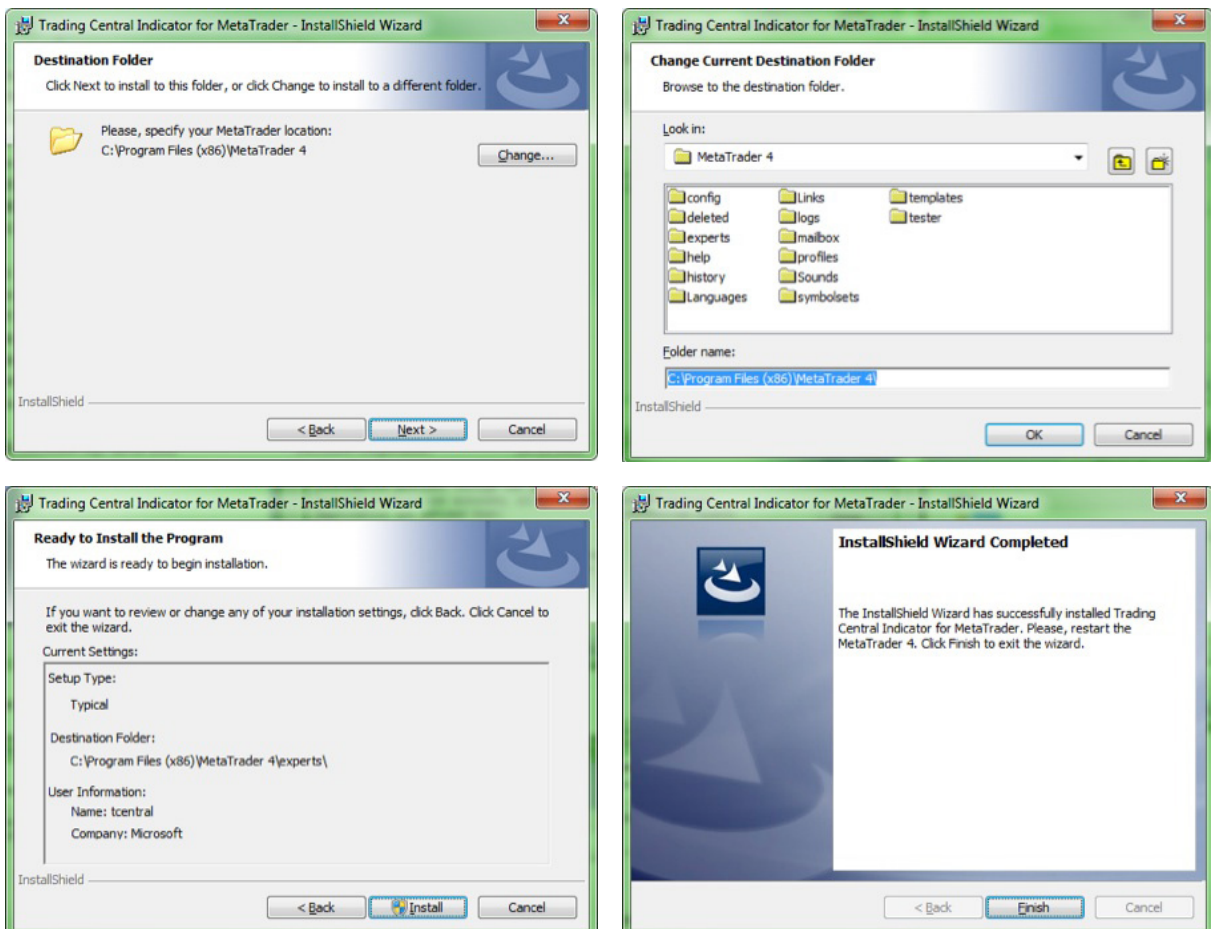 Trading Central Indicator for MetaTrader - InstallShield Wizard
Destination Folder
Click Next to install to this folder, or click Change to install to a different folder.
Please, specify your MetaTrader location:
C:\Program Files (x86)\MetaTrader 4
Change...
InstallShield
< Back Next > Cancel
Trading Central Indicator for MetaTrader - InstallShield Wizard
Change Current Destination Folder
Browse to the destination folder.
Look in:
MetaTrader 4
config Links templates
deleted logs tester
experts mailbox
help profiles
history Sounds
Languages symbolsets
Folder name:
C:\Program Files (x86)\MetaTrader 4\
InstallShield
OK Cancel
Trading Central Indicator for MetaTrader - InstallShield Wizard
Ready to Install the Program
The wizard is ready to begin installation.
If you want to review or change any of your installation settings, click Back. Click Cancel to
exit the wizard.
Current Settings:
Setup Type:
Typical
Destination Folder:
C:\Program Files (x86)\MetaTrader 4\experts\
User Information:
Name: tcentral
Company: Microsoft
InstallShield
< Back Install Cancel
Trading Central Indicator for MetaTrader - InstallShield Wizard
InstallShield Wizard Completed
The InstallShield Wizard has successfully installed Trading
Central Indicator for MetaTrader. Please, restart the
MetaTrader 4. Click Finish to exit the wizard.
< Back Finish Cancel